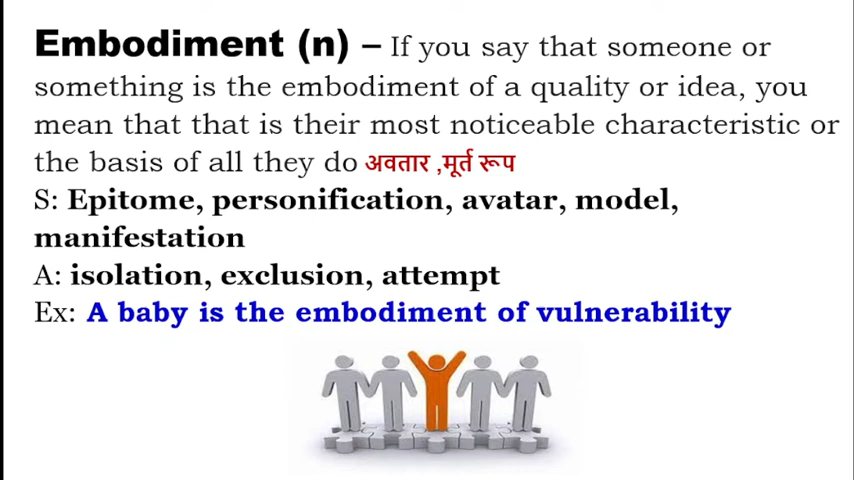 Embodiment (n) – If you say that someone or
something is the embodiment of a quality or idea, you
mean that that is their most noticeable characteristic or
the basis of all they do अवतार ,मूर्त रूप
S: Epitome, personification, avatar, model,
manifestation
A: isolation, exclusion, attempt
Ex: A baby is the embodiment of vulnerability